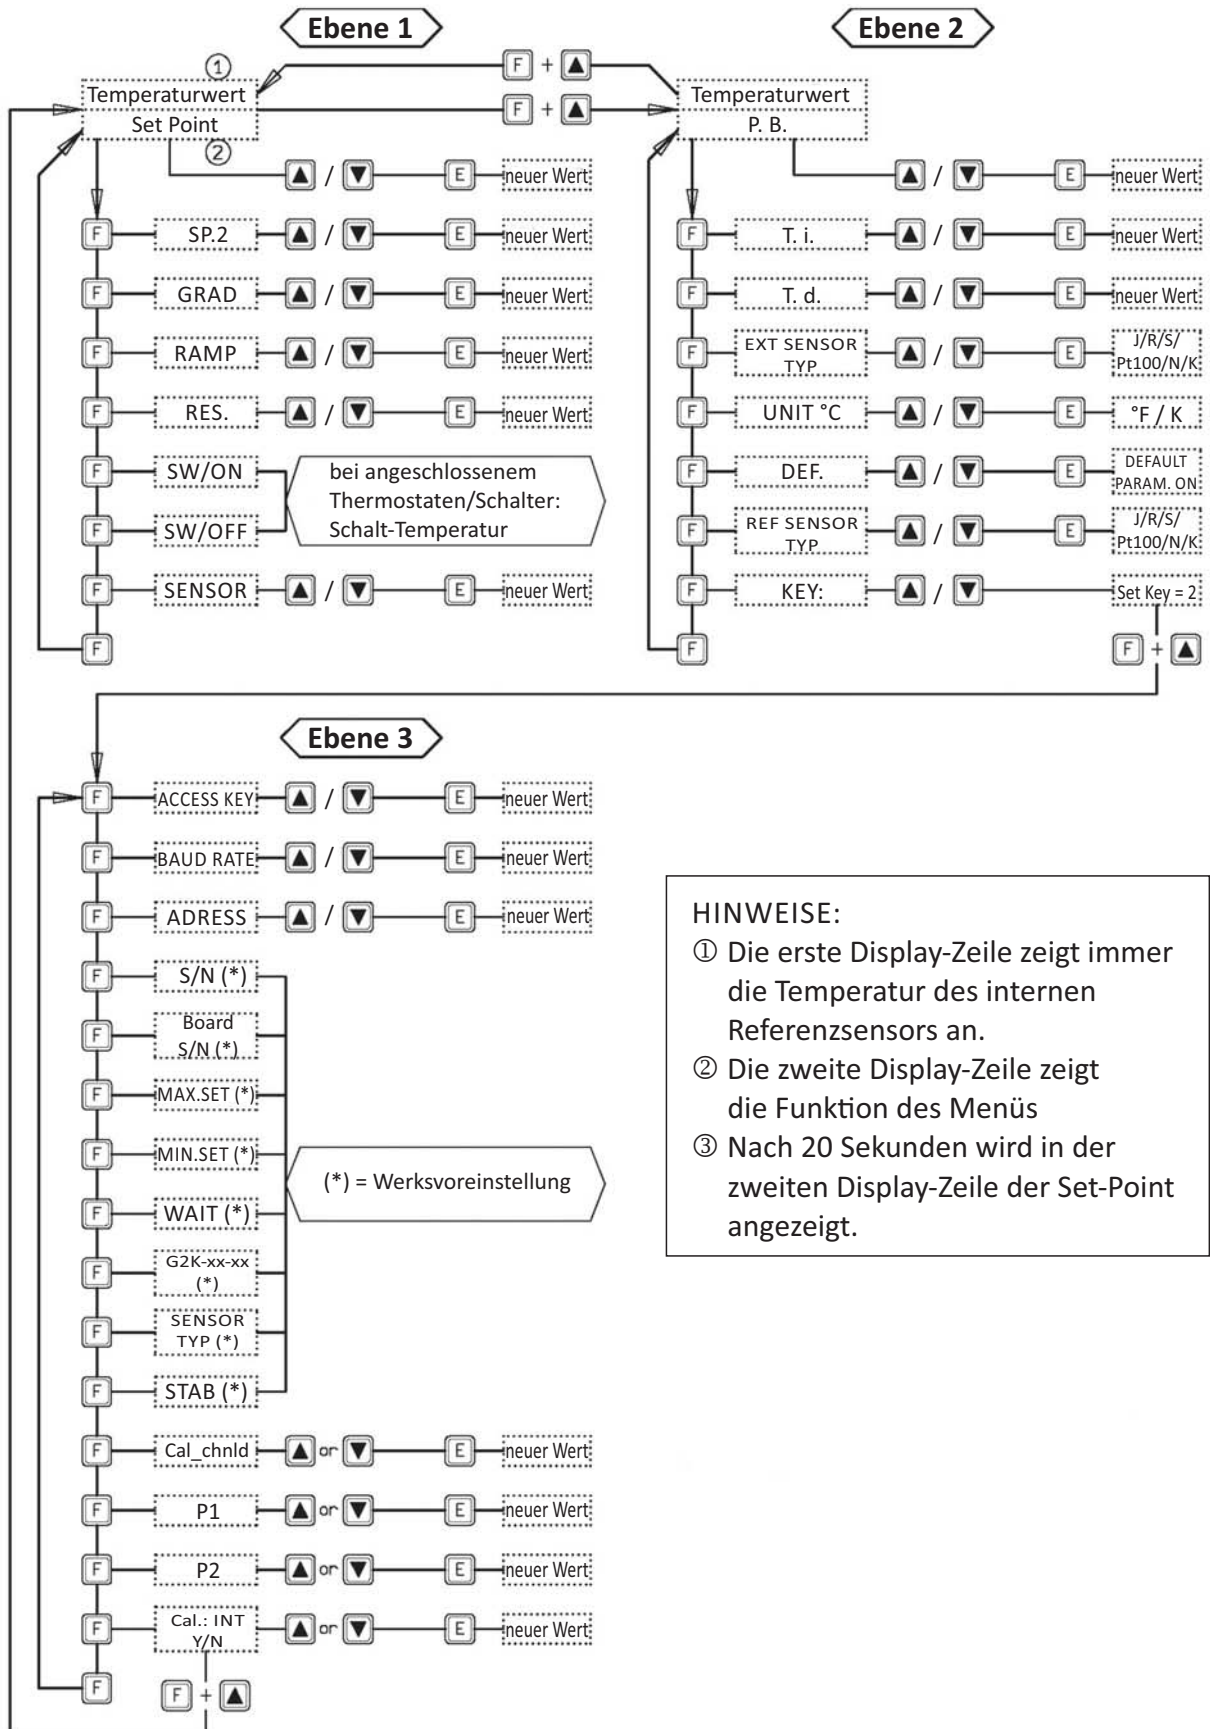 Ebene 1
Ebene 2
①
F + ▲
Temperaturwert
Temperaturwert
F + ▲
Set Point
P. B.
②
▲ / ▼ E neuer Wert
▲ / ▼ E neuer Wert
F SP.2 ▲ / ▼ E neuer Wert
F T. i. ▲ / ▼ E neuer Wert
F GRAD ▲ / ▼ E neuer Wert
F T. d. ▲ / ▼ E neuer Wert
F RAMP ▲ / ▼ E neuer Wert
F EXT SENSOR
TYP ▲ / ▼ E J/R/S/
Pt100/N/K
F RES. ▲ / ▼ E neuer Wert
F UNIT °C ▲ / ▼ E °F / K
F SW/ON
bei angeschlossenem
Thermostaten/Schalter:
Schalt-Temperatur
F DEF. ▲ / ▼ E DEFAULT
PARAM. ON
F SW/OFF
F REF SENSOR
TYP ▲ / ▼ E J/R/S/
Pt100/N/K
F SENSOR ▲ / ▼ E neuer Wert
F KEY: ▲ / ▼ Set Key = 2
F
F
F + ▲
Ebene 3
F ACCESS KEY ▲ / ▼ E neuer Wert
F BAUD RATE ▲ / ▼ E neuer Wert
F ADRESS ▲ / ▼ E neuer Wert
F S/N (*)
F Board
S/N (*)
F MAX.SET (*)
F MIN.SET (*)
(*) = Werksvoreinstellung
F WAIT (*)
F G2K-xx-xx
(*)
F SENSOR
TYP (*)
F STAB (*)
F Cal_chnld ▲ or ▼ E neuer Wert
F P1 ▲ or ▼ E neuer Wert
F P2 ▲ or ▼ E neuer Wert
F Cal.: INT
Y/N ▲ or ▼ E neuer Wert
F
F + ▲
HINWEISE:
① Die erste Display-Zeile zeigt immer
die Temperatur des internen
Referenzsensors an.
② Die zweite Display-Zeile zeigt
die Funktion des Menüs
③ Nach 20 Sekunden wird in der
zweiten Display-Zeile der Set-Point
angezeigt.